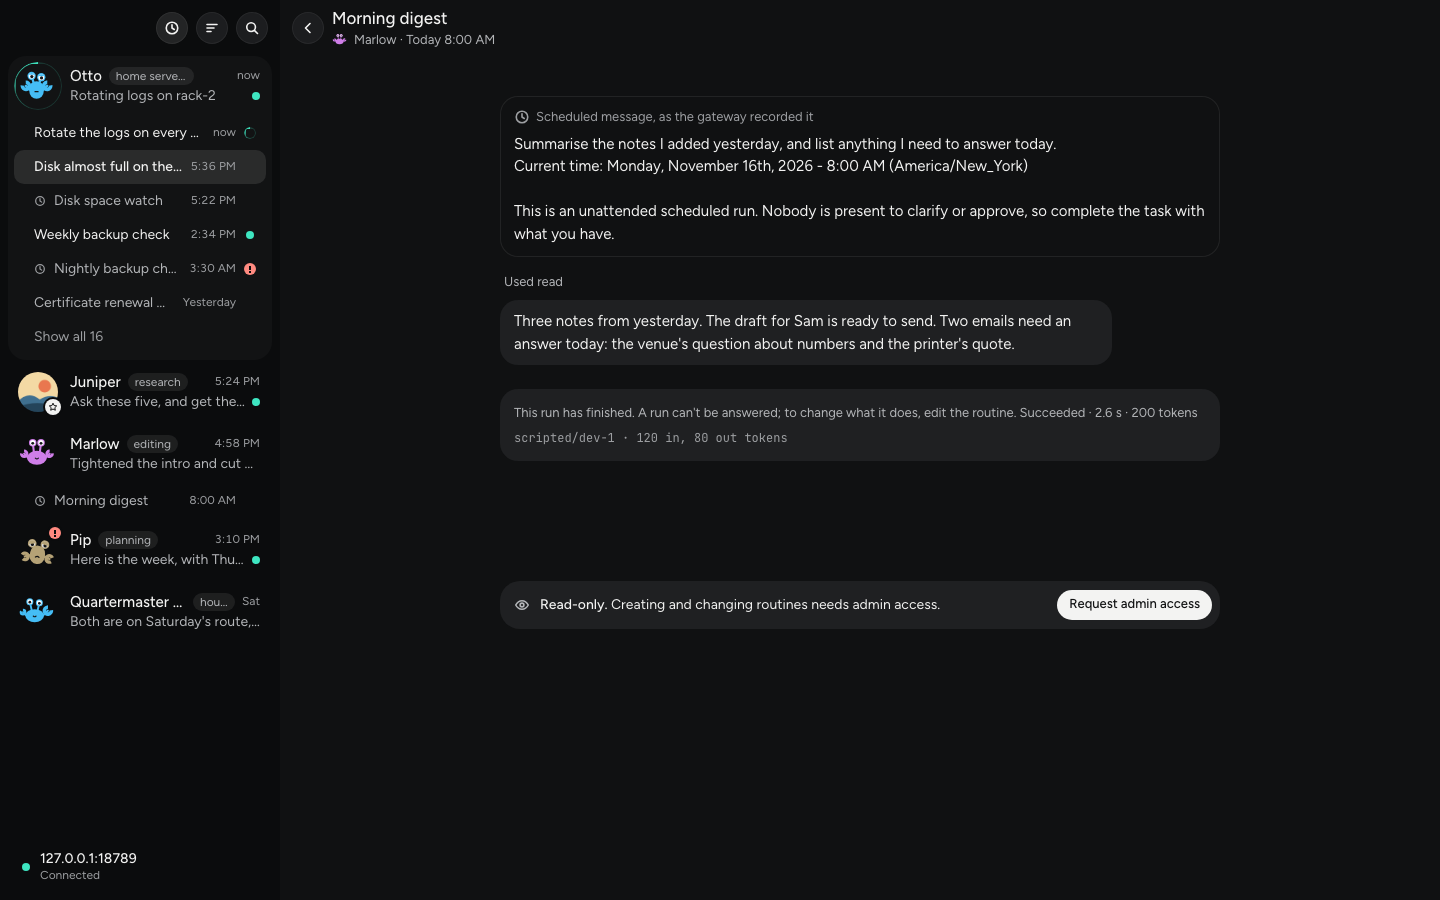 Otto home serve... now
Rotating logs on rack-2
Rotate the logs on every ... now
Disk almost full on the... 5:36 PM
Disk space watch 5:22 PM
Weekly backup check 2:34 PM
Nightly backup ch... 3:30 AM
Certificate renewal ... Yesterday
Show all 16
Juniper research 5:24 PM
Ask these five, and get the...
Marlow editing 4:58 PM
Tightened the intro and cut ...
Morning digest 8:00 AM
Pip planning 3:10 PM
Here is the week, with Thu...
Quartermaster ... hou... Sat
Both are on Saturday's route,...
127.0.0.1:18789
Connected
Morning digest
Marlow · Today 8:00 AM
Scheduled message, as the gateway recorded it
Summarise the notes I added yesterday, and list anything I need to answer today.
Current time: Monday, November 16th, 2026 - 8:00 AM (America/New_York)
This is an unattended scheduled run. Nobody is present to clarify or approve, so complete the task with
what you have.
Used read
Three notes from yesterday. The draft for Sam is ready to send. Two emails need an
answer today: the venue's question about numbers and the printer's quote.
This run has finished. A run can't be answered; to change what it does, edit the routine. Succeeded · 2.6 s · 200 tokens
scripted/dev-1 · 120 in, 80 out tokens
Read-only. Creating and changing routines needs admin access.
Request admin access